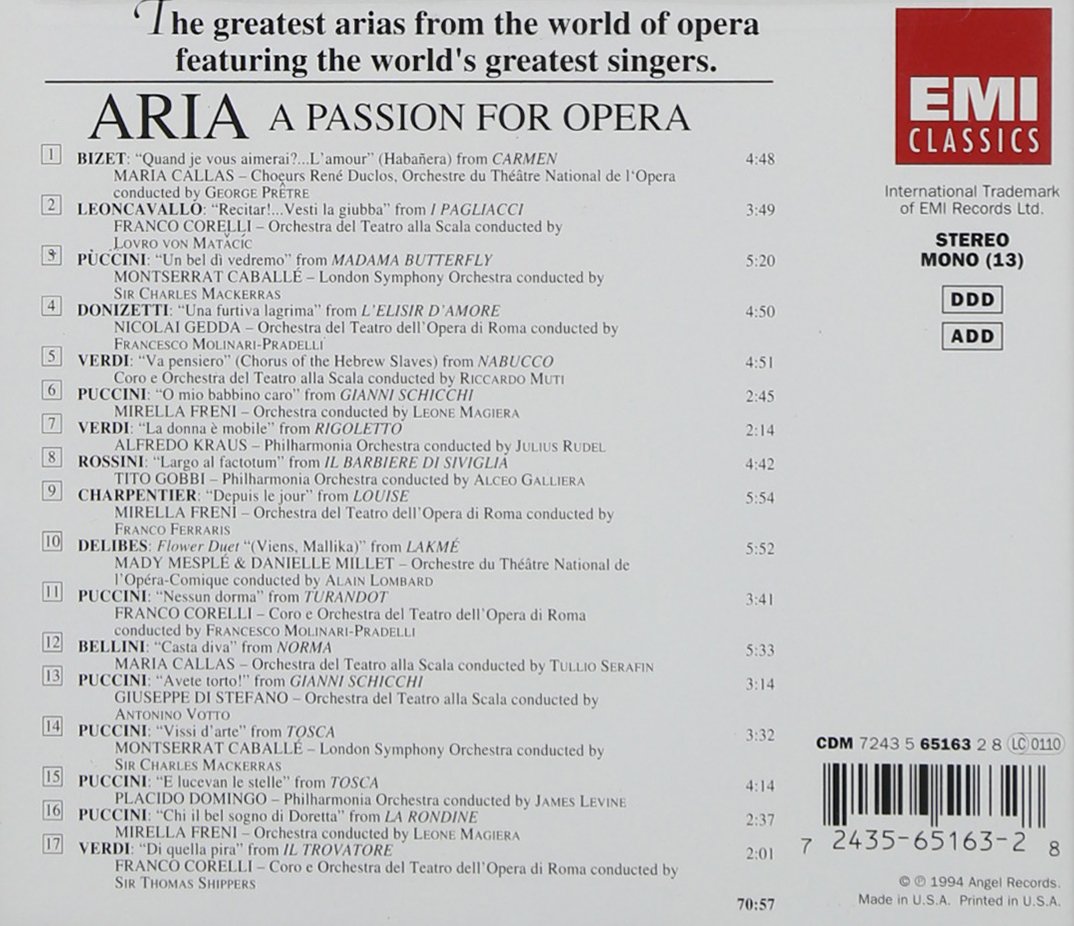 The greatest arias from the world of opera
featuring the world's greatest singers.
ARIA A PASSION FOR OPERA
1 BIZET: “Quand je vous aimerai?...L’amour” (Habañera) from CARMEN 4:48
MARIA CALLAS – Choeurs René Duclos, Orchestre du Théâtre National de l‘Opera
conducted by GEORGE PRÊTRE
2 LEONCAVALLO: “Recitar!...Vesti la giubba” from I PAGLIACCI 3:49
FRANCO CORELLI – Orchestra del Teatro alla Scala conducted by
LOVRO VON MATAČIĆ
3 PUCCINI: “Un bel dì vedremo” from MADAMA BUTTERFLY 5:20
MONTSERRAT CABALLÉ – London Symphony Orchestra conducted by
SIR CHARLES MACKERRAS
4 DONIZETTI: “Una furtiva lagrima” from L’ELISIR D’AMORE 4:50
NICOLAI GEDDA – Orchestra del Teatro dell’Opera di Roma conducted by
FRANCESCO MOLINARI-PRADELLI
5 VERDI: “Va pensiero” (Chorus of the Hebrew Slaves) from NABUCCO 4:51
Coro e Orchestra del Teatro alla Scala conducted by RICCARDO MUTI
6 PUCCINI: “O mio babbino caro” from GIANNI SCHICCHI 2:45
MIRELLA FRENI – Orchestra conducted by LEONE MAGIERA
7 VERDI: “La donna è mobile” from RIGOLETTO 2:14
ALFREDO KRAUS – Philharmonia Orchestra conducted by JULIUS RUDEL
8 ROSSINI: “Largo al factotum” from IL BARBIERE DI SIVIGLIA 4:42
TITO GOBBI – Philharmonia Orchestra conducted by ALCEO GALLIERA
9 CHARPENTIER: “Depuis le jour” from LOUISE 5:54
MIRELLA FRENI – Orchestra del Teatro dell’Opera di Roma conducted by
FRANCO FERRARIS
10 DELIBES: Flower Duet “(Viens, Mallika)” from LAKMÉ 5:52
MADY MESPLÉ & DANIELLE MILLET – Orchestre du Théâtre National de
l’Opéra-Comique conducted by ALAIN LOMBARD
11 PUCCINI: “Nessun dorma” from TURANDOT 3:41
FRANCO CORELLI – Coro e Orchestra del Teatro dell’Opera di Roma
conducted by FRANCESCO MOLINARI-PRADELLI
12 BELLINI: “Casta diva” from NORMA 5:33
MARIA CALLAS – Orchestra del Teatro alla Scala conducted by TULLIO SERAFIN
13 PUCCINI: “Avete torto!” from GIANNI SCHICCHI 3:14
GIUSEPPE DI STEFANO – Orchestra del Teatro alla Scala conducted by
ANTONINO VOTTO
14 PUCCINI: “Vissi d’arte” from TOSCA 3:32
MONTSERRAT CABALLÉ – London Symphony Orchestra conducted by
SIR CHARLES MACKERRAS
15 PUCCINI: “E lucevan le stelle” from TOSCA 4:14
PLACIDO DOMINGO – Philharmonia Orchestra conducted by JAMES LEVINE
16 PUCCINI: “Chi il bel sogno di Doretta” from LA RONDINE 2:37
MIRELLA FRENI – Orchestra conducted by LEONE MAGIERA
17 VERDI: “Di quella pira” from IL TROVATORE 2:01
FRANCO CORELLI – Coro e Orchestra del Teatro dell’Opera di Roma conducted by
SIR THOMAS SHIPPERS
70:57
EMI
CLASSICS
International Trademark
of EMI Records Ltd.
STEREO
MONO (13)
DDD
ADD
CDM 7243 5 65163 2 8 LC 0110
7 2435-65163-2 8
© ℗ 1994 Angel Records.
Made in U.S.A. Printed in U.S.A.